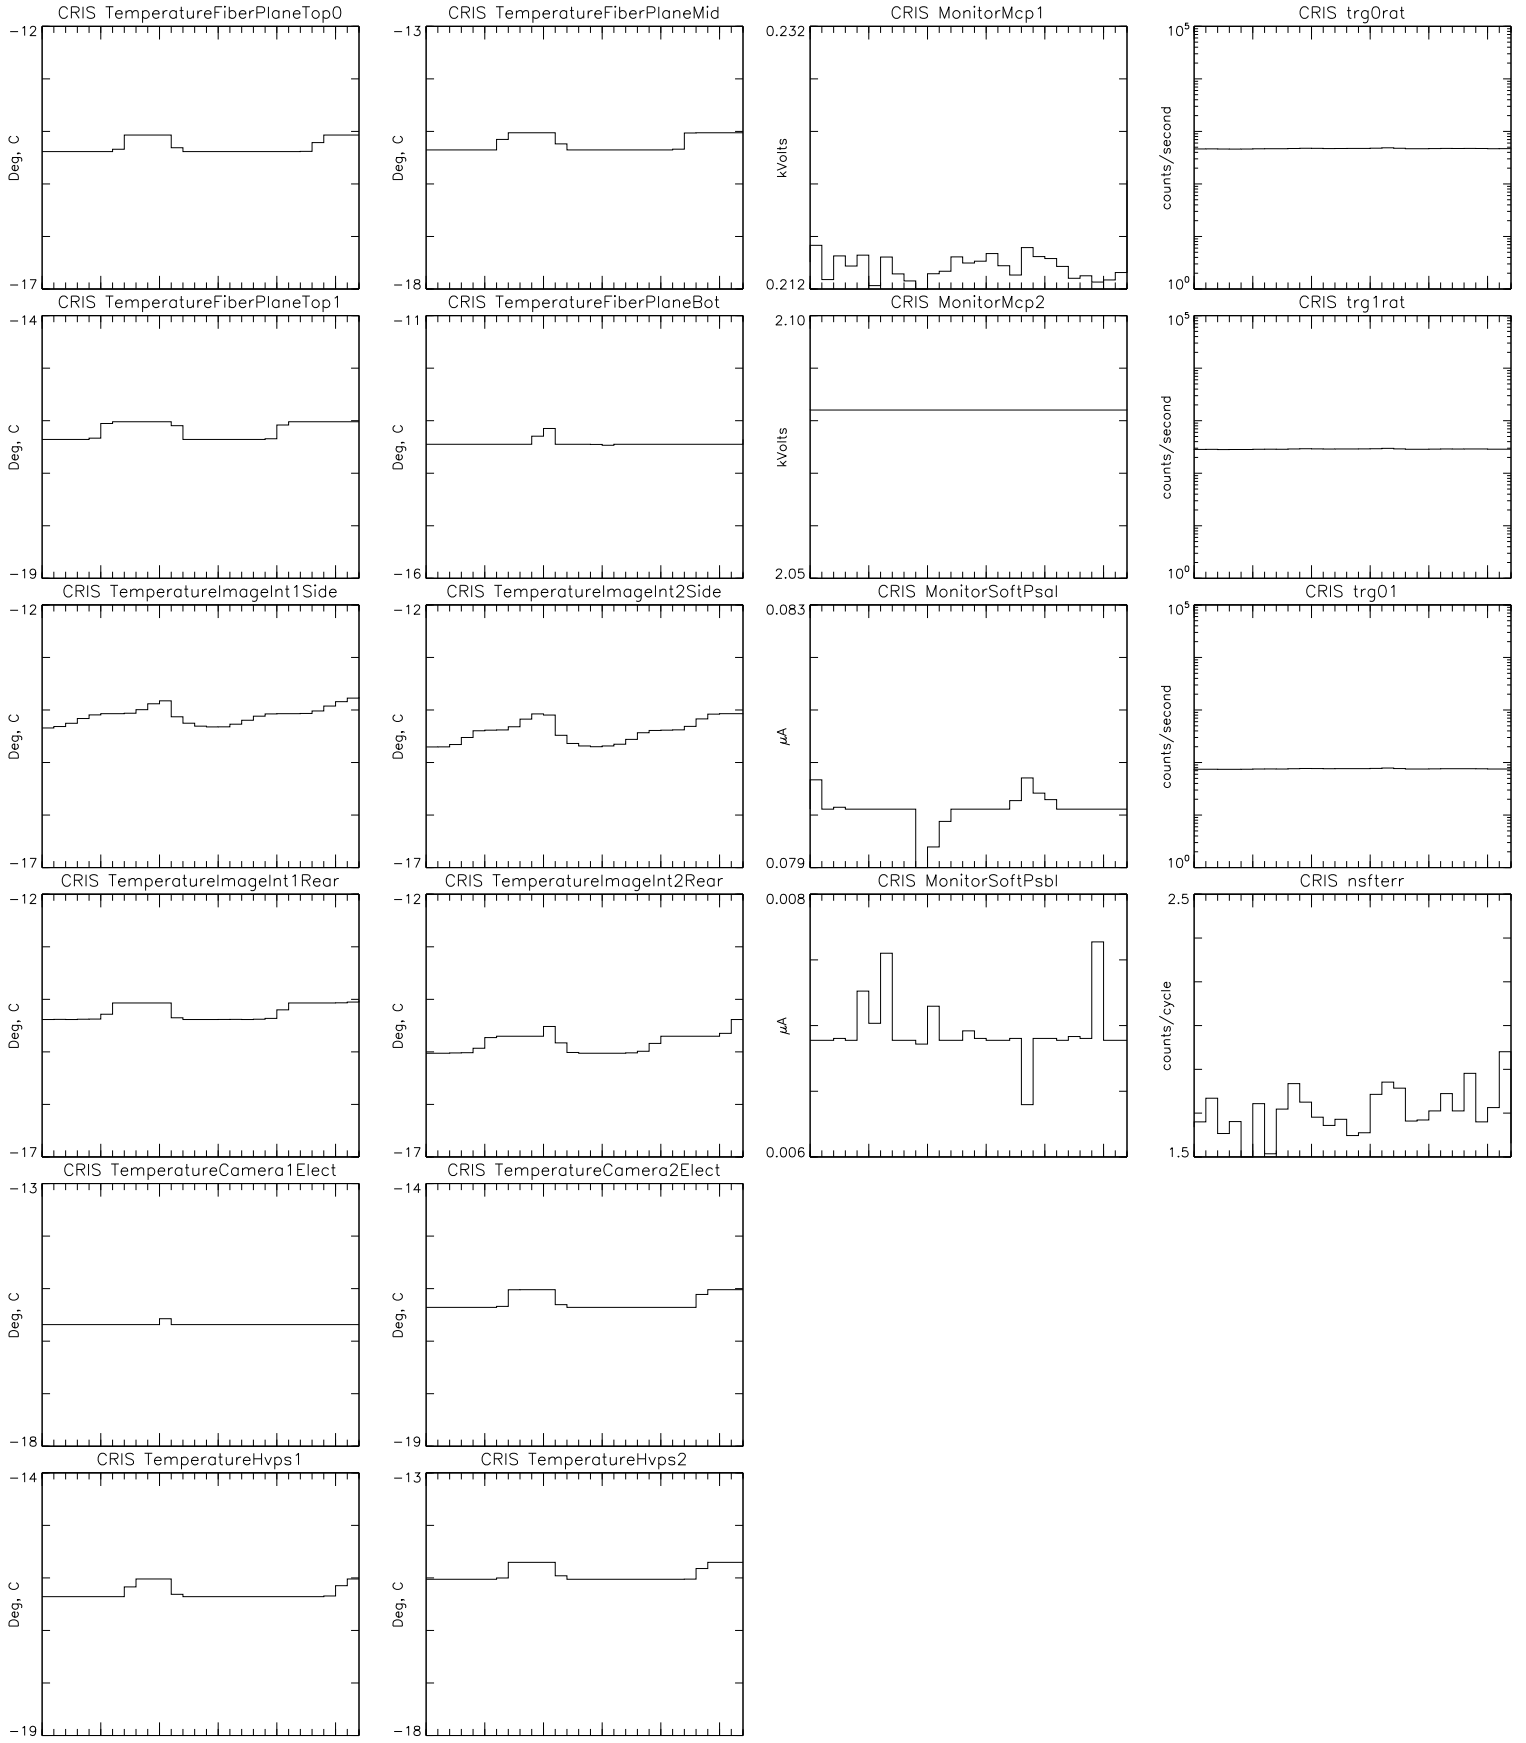 CRIS TemperatureFiberPlaneTop0
-12
Deg, C
-17
CRIS TemperatureFiberPlaneMid
-13
Deg, C
-18
CRIS MonitorMcp1
0.232
kVolts
0.212
CRIS trg0rat
10⁵
counts/second
10⁰
CRIS TemperatureFiberPlaneTop1
-14
Deg, C
-19
CRIS TemperatureFiberPlaneBot
-11
Deg, C
-16
CRIS MonitorMcp2
2.10
kVolts
2.05
CRIS trg1rat
10⁵
counts/second
10⁰
CRIS TemperatureImageInt1Side
-12
Deg, C
-17
CRIS TemperatureImageInt2Side
-12
Deg, C
-17
CRIS MonitorSoftPsaI
0.083
μA
0.079
CRIS trg01
10⁵
counts/second
10⁰
CRIS TemperatureImageInt1Rear
-12
Deg, C
-17
CRIS TemperatureImageInt2Rear
-12
Deg, C
-17
CRIS MonitorSoftPsbI
0.008
μA
0.006
CRIS nsfterr
2.5
counts/cycle
1.5
CRIS TemperatureCamera1Elect
-13
Deg, C
-18
CRIS TemperatureCamera2Elect
-14
Deg, C
-19
CRIS TemperatureHvps1
-14
Deg, C
-19
CRIS TemperatureHvps2
-13
Deg, C
-18